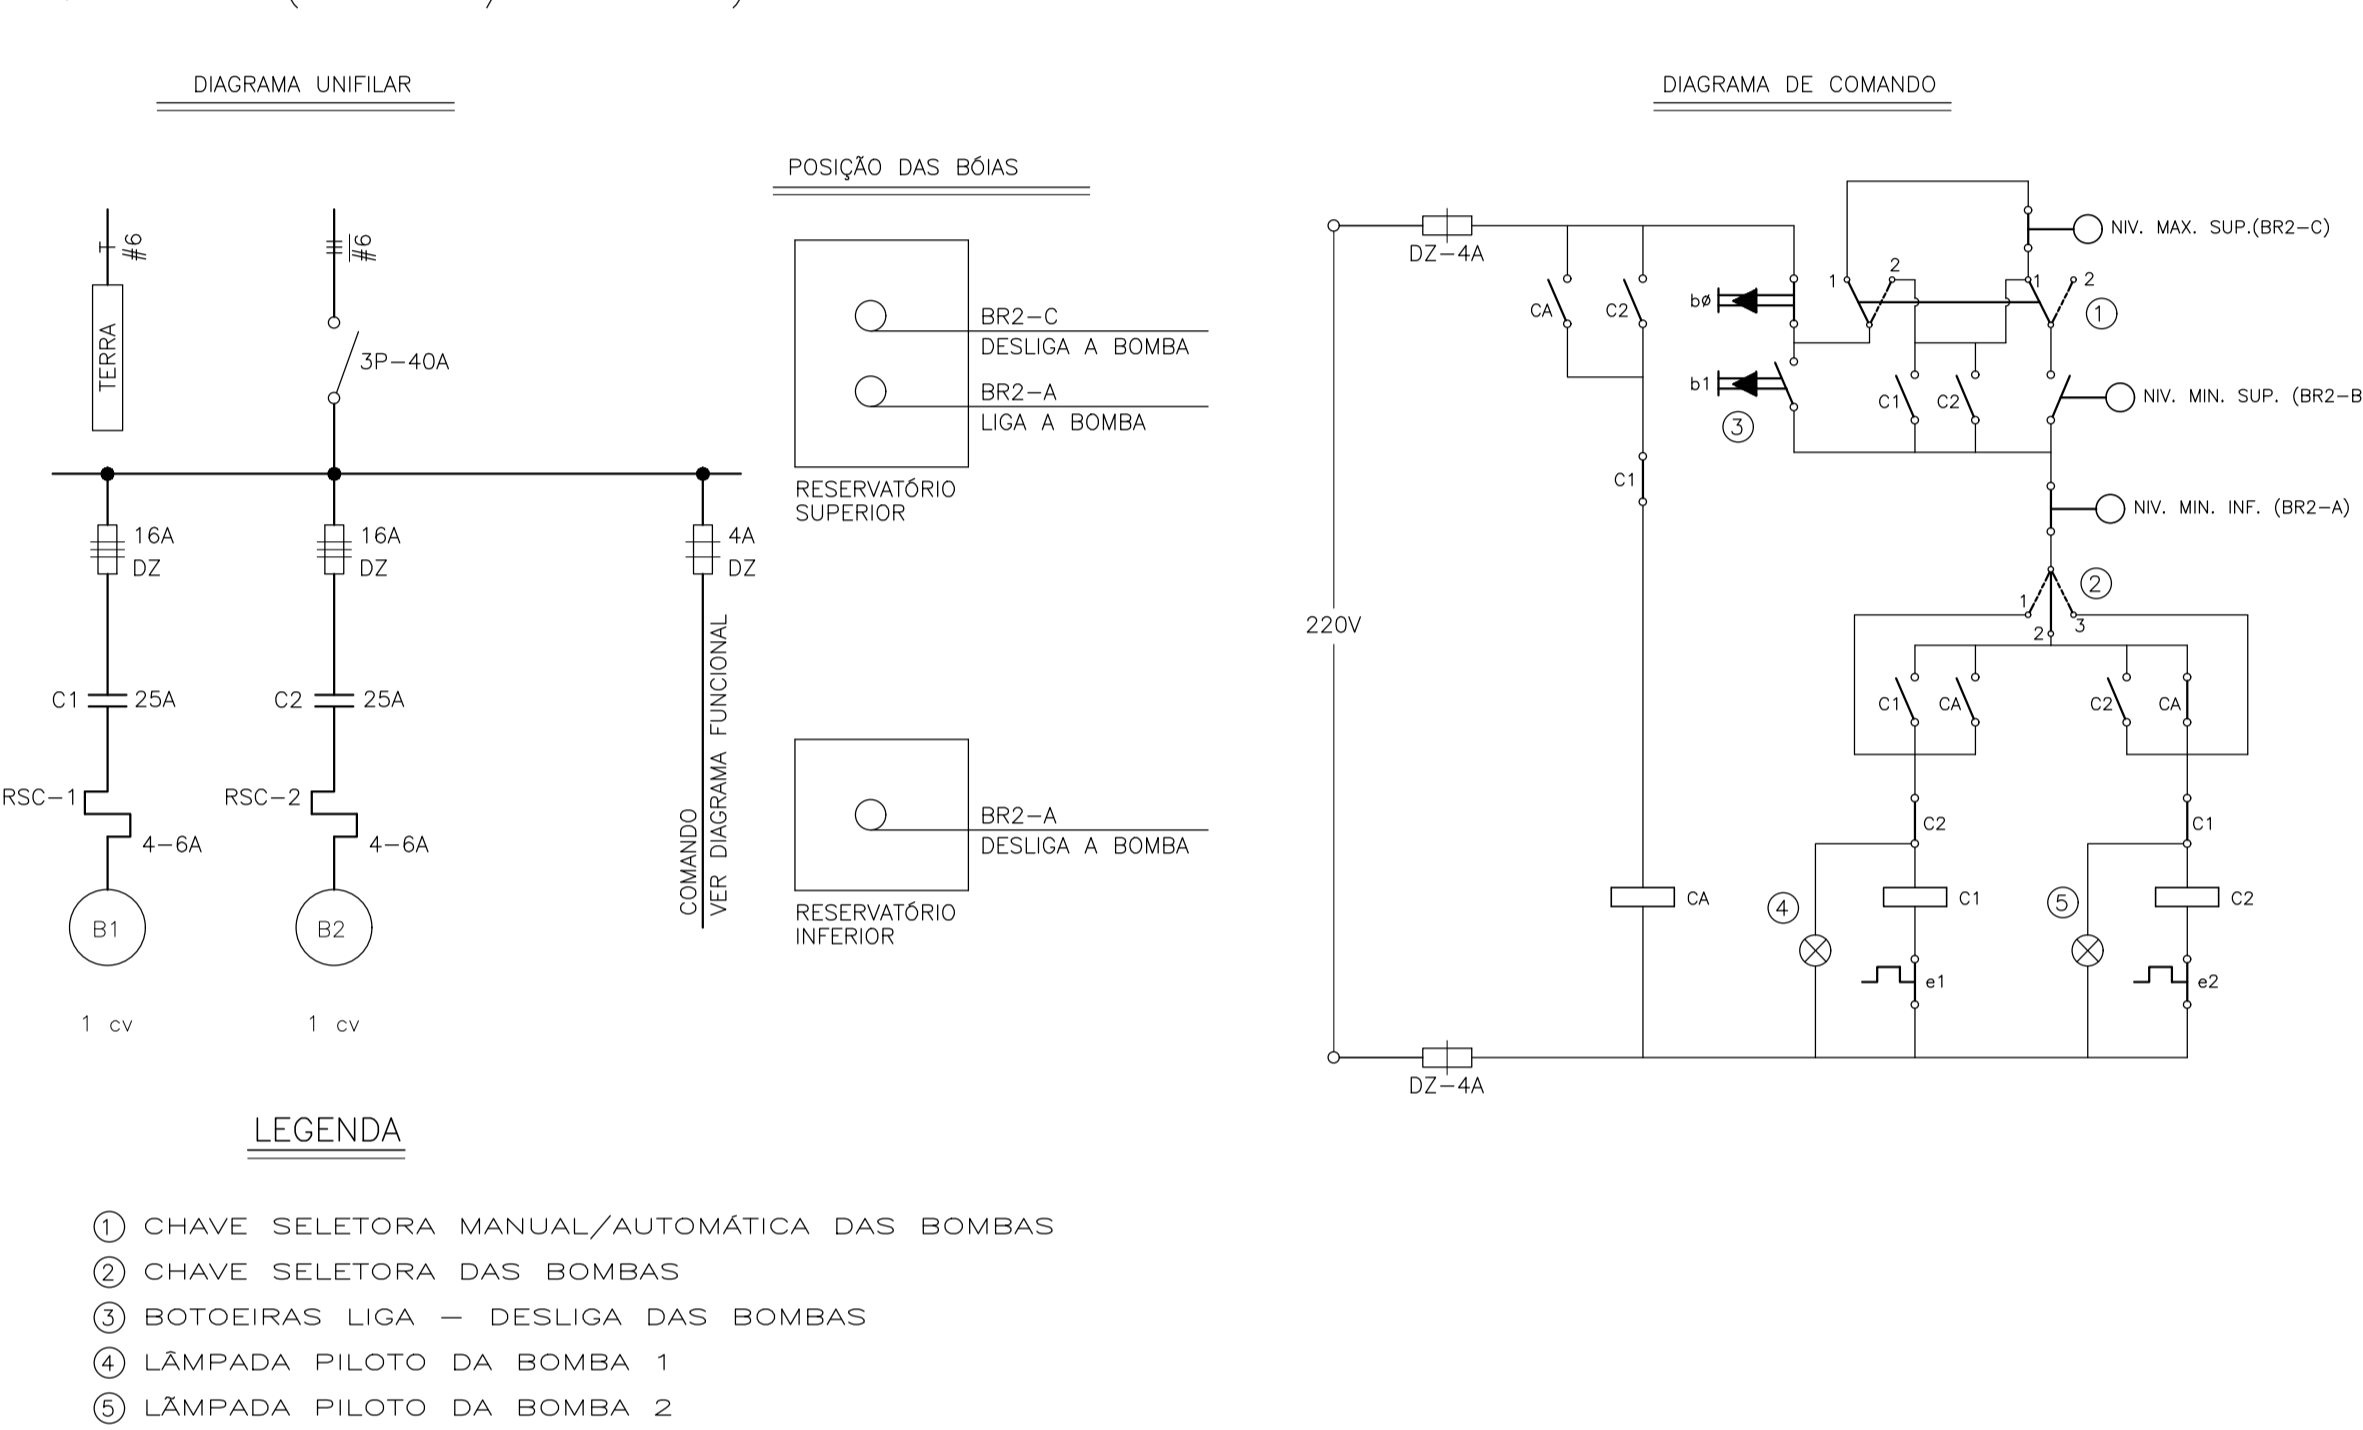 DIAGRAMA UNIFILAR
#6
#6
TERRA
3P-40A
16A
DZ
16A
DZ
4A
DZ
C1
25A
C2
25A
RSC-1
4-6A
RSC-2
4-6A
B1
B2
1 cv
1 cv
COMANDO
VER DIAGRAMA FUNCIONAL
POSIÇÃO DAS BÓIAS
BR2-C
DESLIGA A BOMBA
BR2-A
LIGA A BOMBA
RESERVATÓRIO
SUPERIOR
BR2-A
DESLIGA A BOMBA
RESERVATÓRIO
INFERIOR
DIAGRAMA DE COMANDO
DZ-4A
220V
DZ-4A
CA
C2
C1
CA
bø
b1
3
1
2
1
2
1
NIV. MAX. SUP.(BR2-C)
C1
C2
NIV. MIN. SUP. (BR2-B
NIV. MIN. INF. (BR2-A)
2
1
2
3
C1
CA
C2
CA
C2
C1
4
C1
5
C2
e1
e2
LEGENDA
1 CHAVE SELETORA MANUAL/AUTOMÁTICA DAS BOMBAS
2 CHAVE SELETORA DAS BOMBAS
3 BOTOEIRAS LIGA - DESLIGA DAS BOMBAS
4 LÂMPADA PILOTO DA BOMBA 1
5 LÃMPADA PILOTO DA BOMBA 2